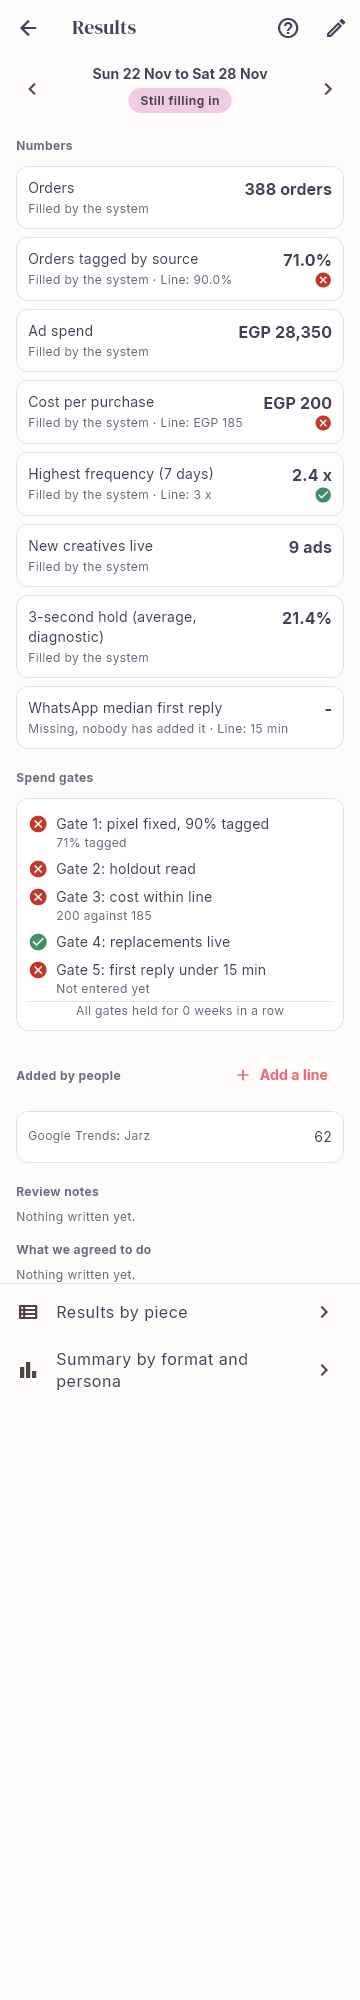 Results
Sun 22 Nov to Sat 28 Nov
Still filling in
Numbers
Orders
388 orders
Filled by the system
Orders tagged by source
71.0%
Filled by the system · Line: 90.0%
Ad spend
EGP 28,350
Filled by the system
Cost per purchase
EGP 200
Filled by the system · Line: EGP 185
Highest frequency (7 days)
2.4 x
Filled by the system · Line: 3 x
New creatives live
9 ads
Filled by the system
3-second hold (average,
diagnostic)
21.4%
Filled by the system
WhatsApp median first reply
-
Missing, nobody has added it · Line: 15 min
Spend gates
Gate 1: pixel fixed, 90% tagged
71% tagged
Gate 2: holdout read
Gate 3: cost within line
200 against 185
Gate 4: replacements live
Gate 5: first reply under 15 min
Not entered yet
All gates held for 0 weeks in a row
Added by people
+ Add a line
Google Trends: Jarz
62
Review notes
Nothing written yet.
What we agreed to do
Nothing written yet.
Results by piece
Summary by format and
persona